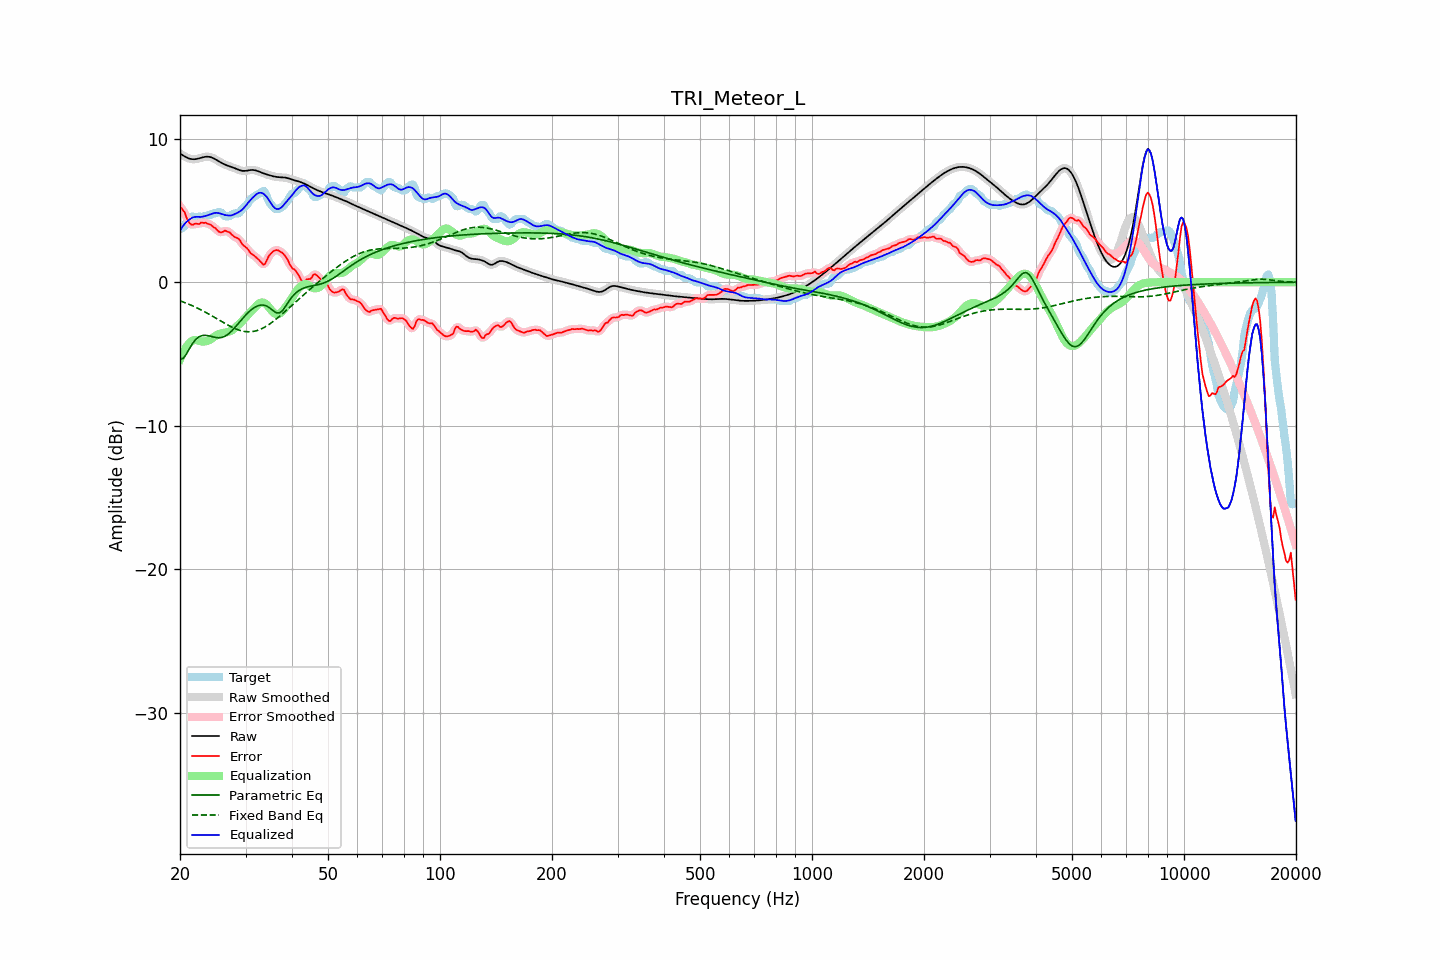 TRI_Meteor_L
Amplitude (dBr)
10
0
−10
−20
−30
Target
Raw Smoothed
Error Smoothed
Raw
Error
Equalization
Parametric Eq
Fixed Band Eq
Equalized
20 50 100 200 500 1000 2000 5000 10000 20000
Frequency (Hz)